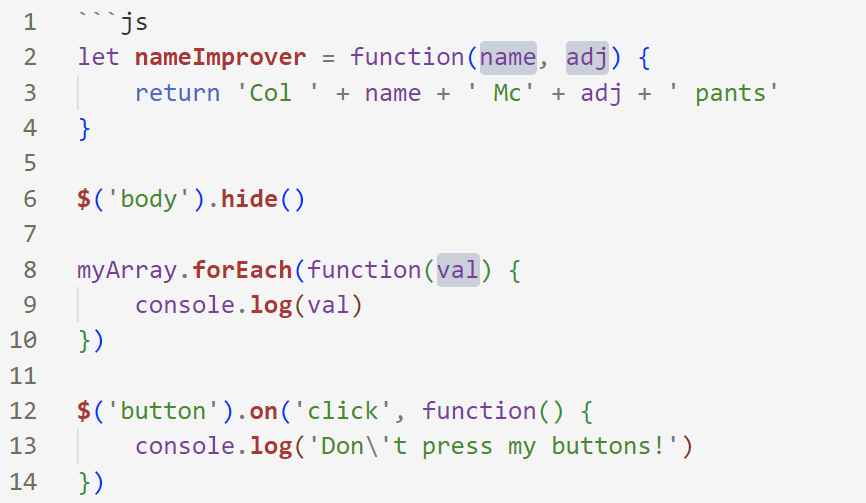 1 ```js
2 let nameImprover = function(name, adj) {
3     return 'Col ' + name + ' Mc' + adj + ' pants'
4 }
5
6 $('body').hide()
7
8 myArray.forEach(function(val) {
9     console.log(val)
10 })
11
12 $('button').on('click', function() {
13     console.log('Don\'t press my buttons!')
14 })